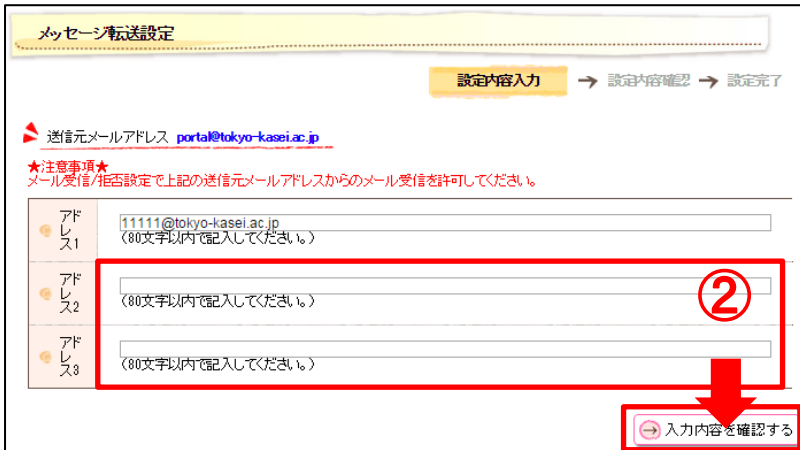 メッセージ転送設定
設定内容入力 → 設定内容確認 → 設定完了
送信元メールアドレス portal@tokyo-kasei.ac.jp
★注意事項★
メール受信/拒否設定で上記の送信元メールアドレスからのメール受信を許可してください。
アドレス1
11111@tokyo-kasei.ac.jp
(80文字以内で記入してください。)
アドレス2
(80文字以内で記入してください。)
②
アドレス3
(80文字以内で記入してください。)
入力内容を確認する